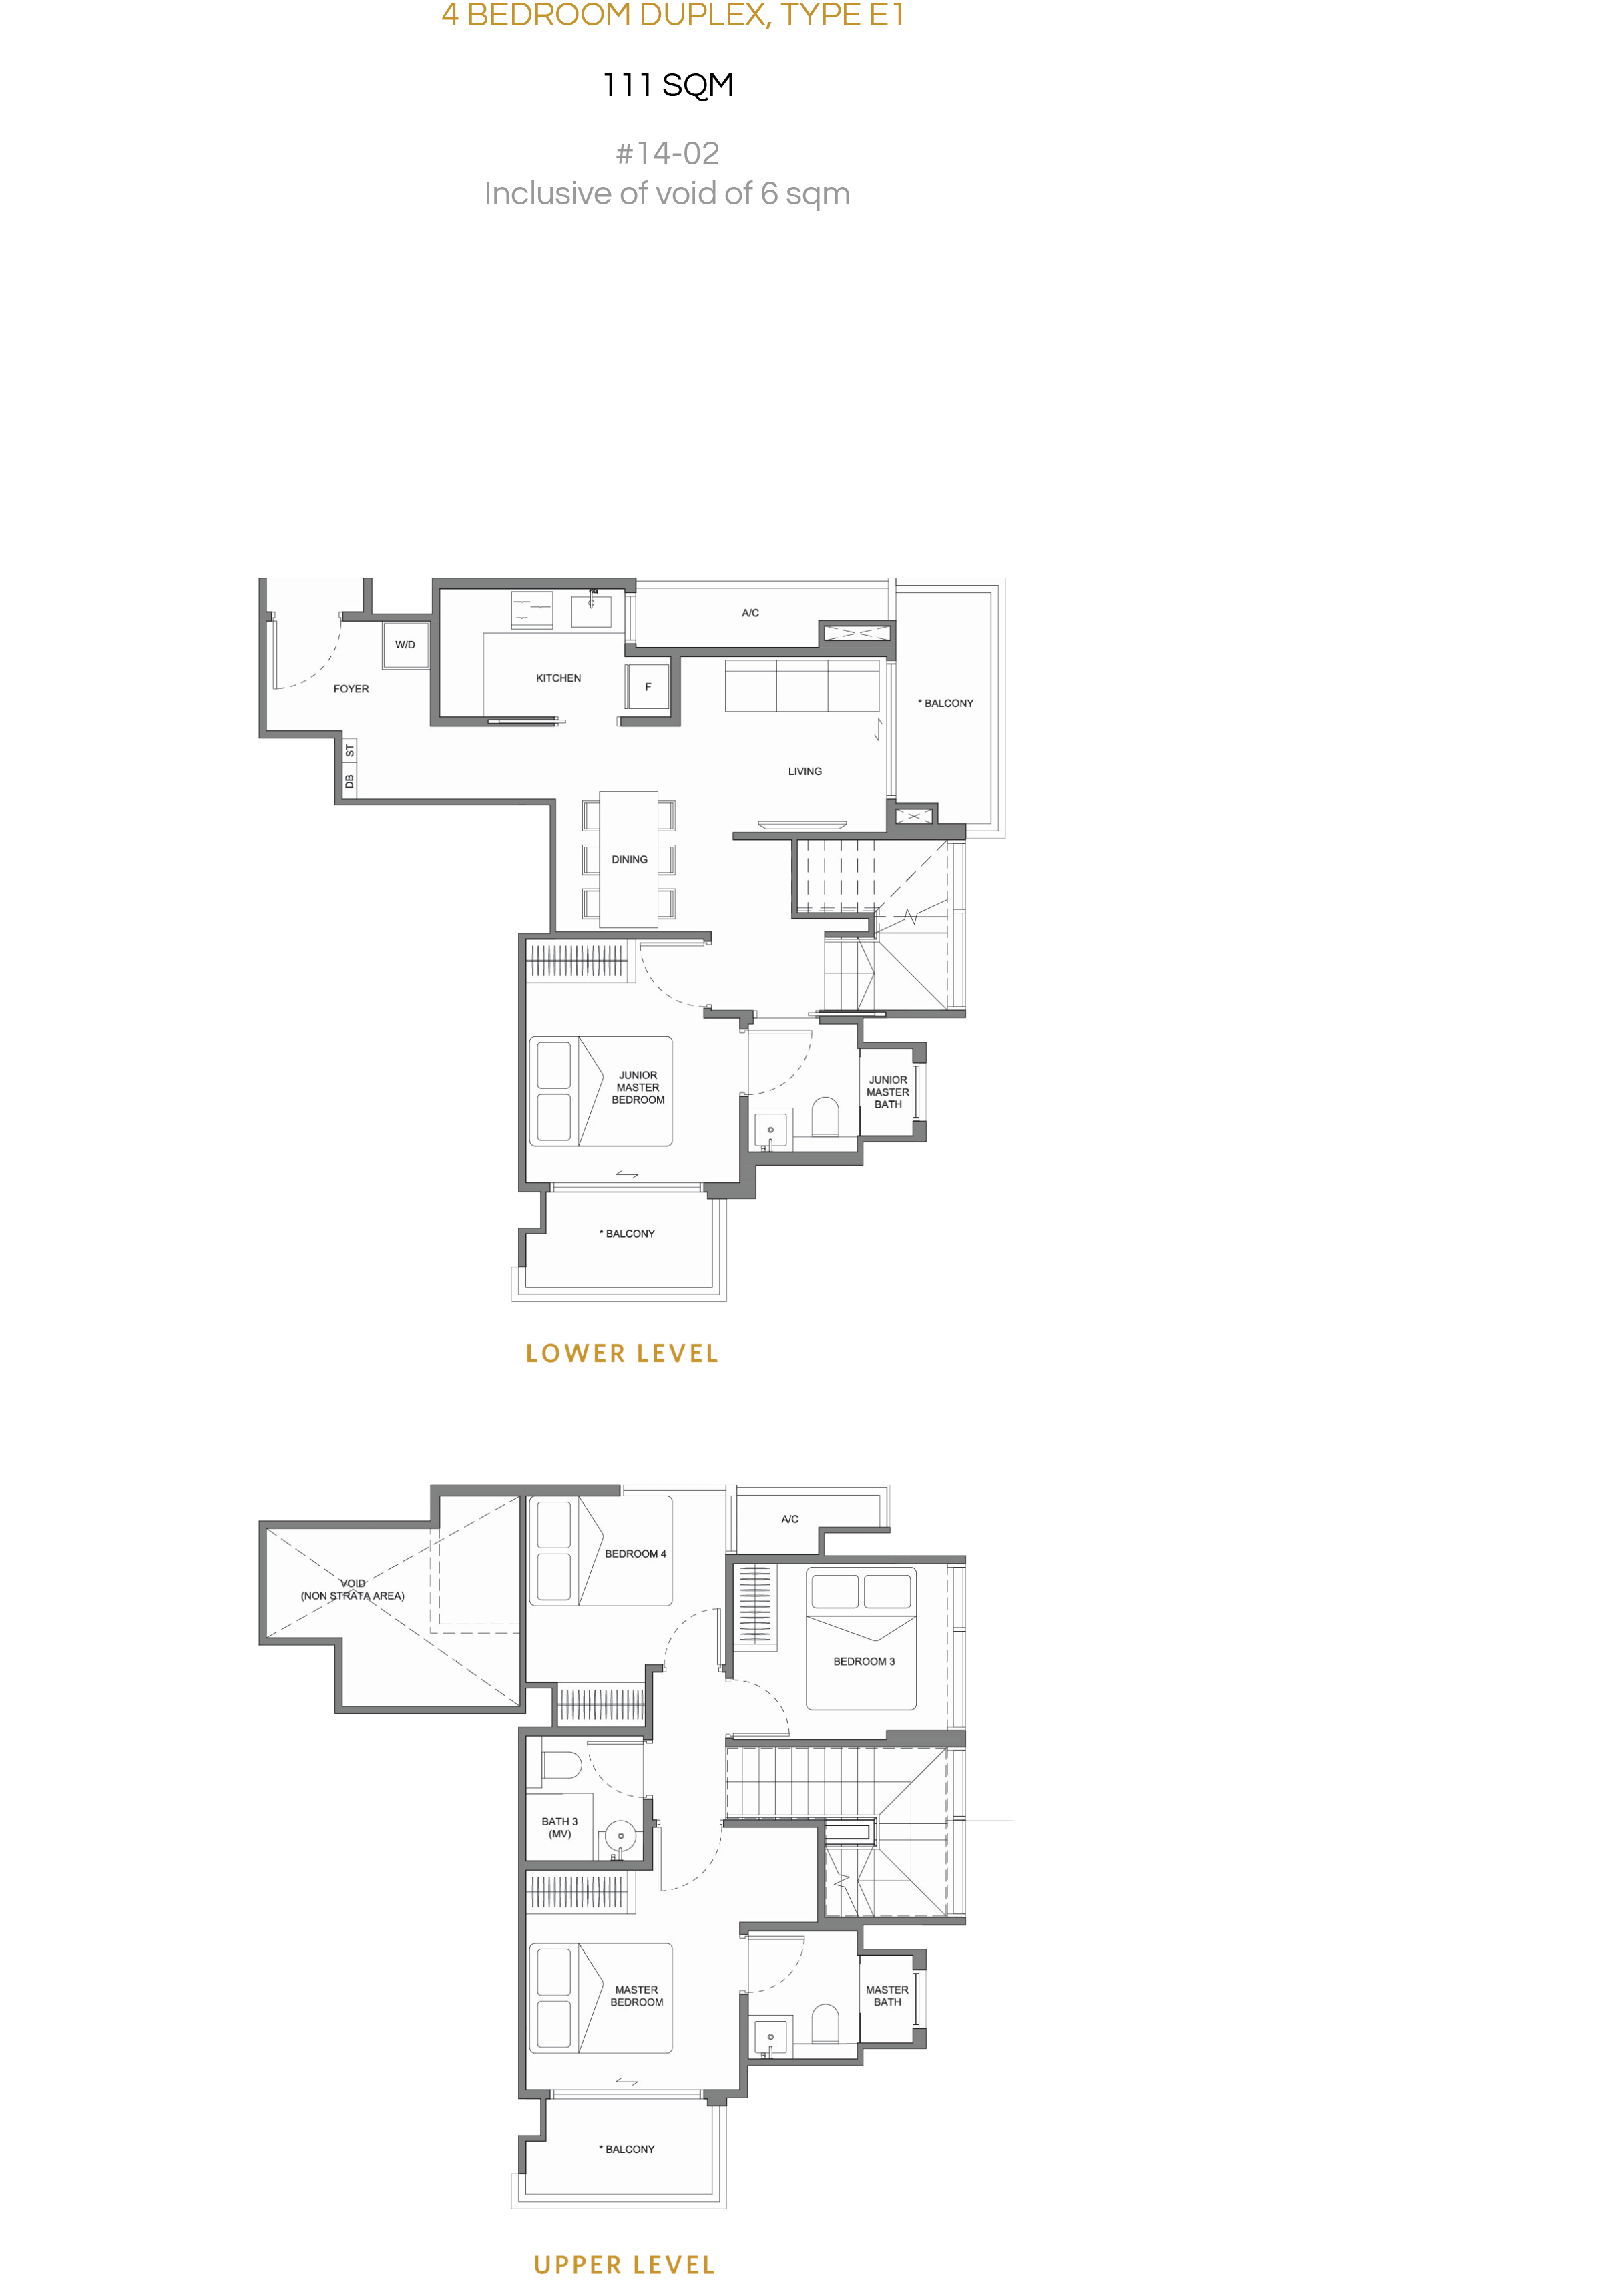 4 BEDROOM DUPLEX, TYPE E1
111 SQM
#14-02
Inclusive of void of 6 sqm
A/C
W/D
KITCHEN
F
FOYER
* BALCONY
ST
DB
LIVING
DINING
JUNIOR
MASTER
BEDROOM
JUNIOR
MASTER
BATH
* BALCONY
LOWER LEVEL
A/C
BEDROOM 4
VOID
(NON STRATA AREA)
BEDROOM 3
BATH 3
(MV)
MASTER
BEDROOM
MASTER
BATH
* BALCONY
UPPER LEVEL